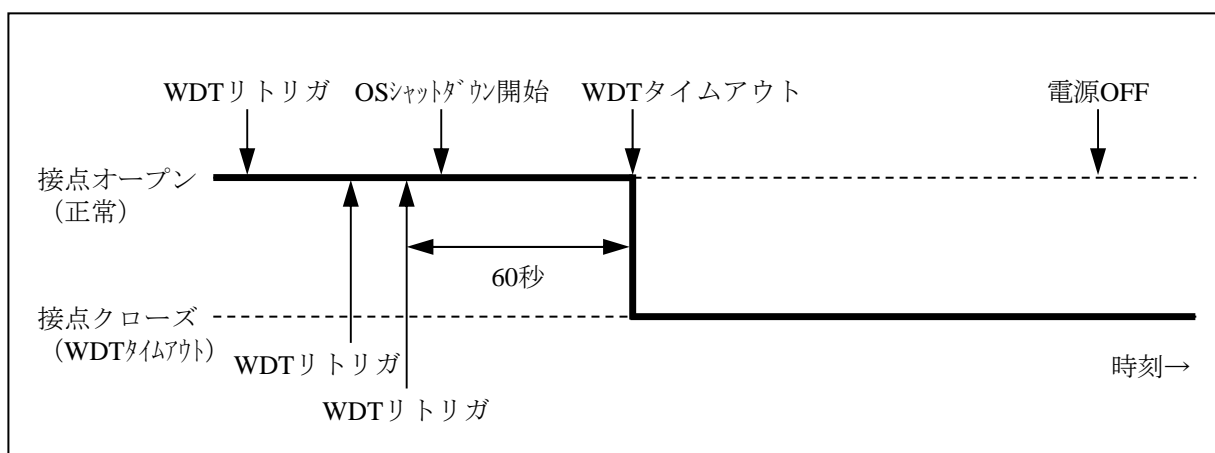 WDTリトリガ OSｼｬｯﾄﾀﾞｳﾝ開始 WDTタイムアウト 電源OFF
接点オープン
（正常）
60秒
接点クローズ
（WDTﾀｲﾑｱｳﾄ）
WDTリトリガ 時刻→
WDTリトリガ